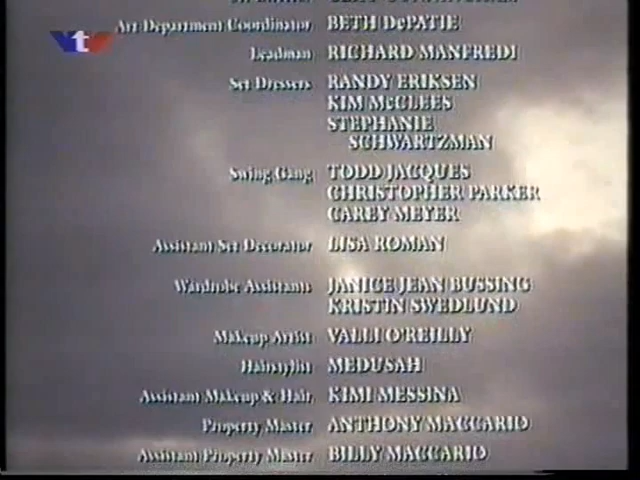 vtv
Art Department Coordinator BETH DePATIE
Leadman RICHARD MANFREDI
Set Dressers RANDY ERIKSEN
KIM McCLEES
STEPHANIE
SCHWARTZMAN
Swing Gang TODD JACQUES
CHRISTOPHER PARKER
CAREY MEYER
Assistant Set Decorator LISA ROMAN
Wardrobe Assistants JANICE JEAN BUSSING
KRISTIN SWEDLUND
Makeup Artist VALLI O'REILLY
Hairstylist MEDUSAH
Assistant Makeup & Hair KIMI MESSINA
Property Master ANTHONY MACCARIO
Assistant Property Master BILLY MACCARIO